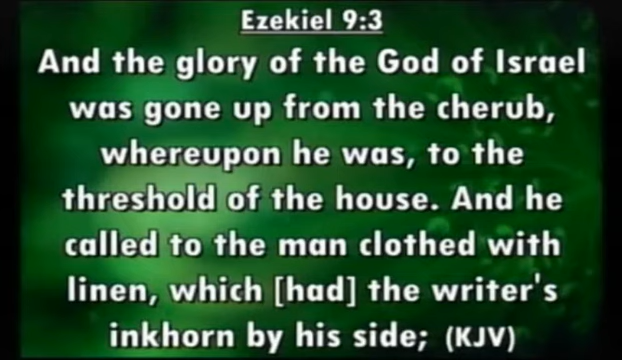 Ezekiel 9:3
And the glory of the God of Israel
was gone up from the cherub,
whereupon he was, to the
threshold of the house. And he
called to the man clothed with
linen, which [had] the writer's
inkhorn by his side; (KJV)